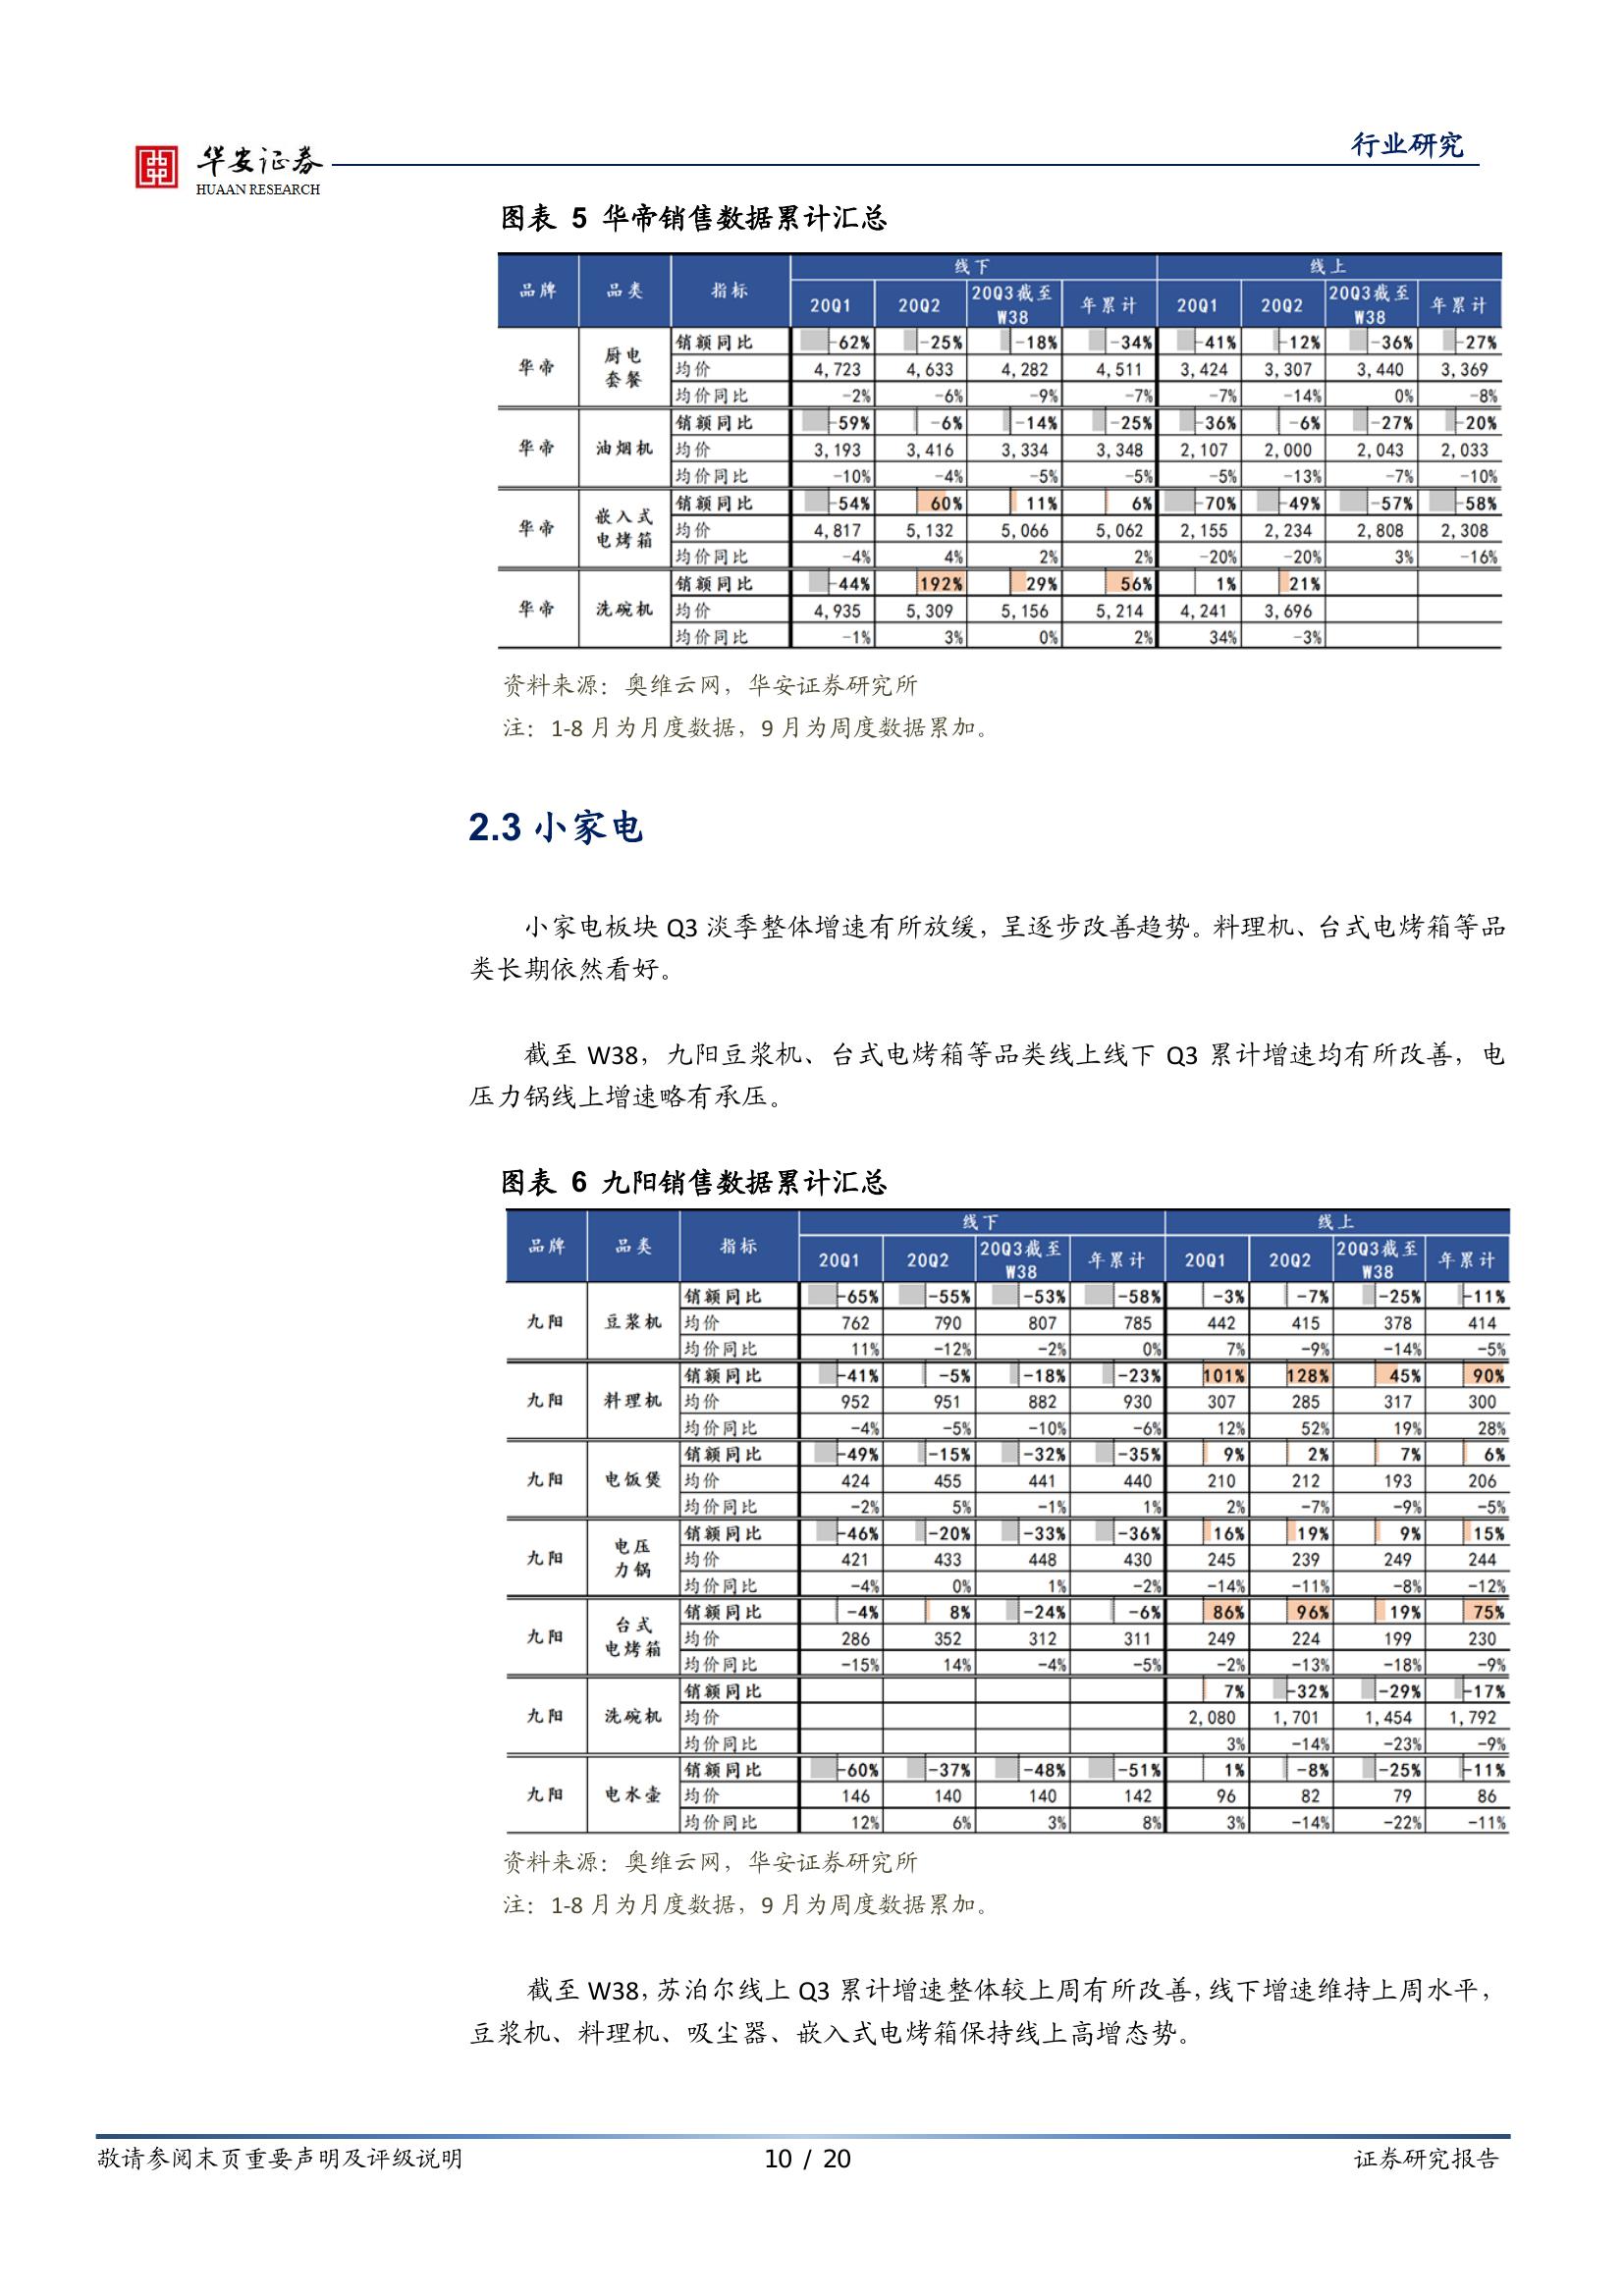 华安证券
HUAAN RESEARCH
行业研究
图表 5 华帝销售数据累计汇总
品牌 品类 指标 线下 线上
20Q1 20Q2 20Q3截至W38 年累计 20Q1 20Q2 20Q3截至W38 年累计
华帝 厨电套餐 销额同比 -62% -25% -18% -34% -41% -12% -36% -27%
均价 4,723 4,633 4,282 4,511 3,424 3,307 3,440 3,369
均价同比 -2% -6% -9% -7% -7% -14% 0% -8%
华帝 油烟机 销额同比 -59% -6% -14% -25% -36% -6% -27% -20%
均价 3,193 3,416 3,334 3,348 2,107 2,000 2,043 2,033
均价同比 -10% -4% -5% -5% -5% -13% -7% -10%
华帝 嵌入式电烤箱 销额同比 -54% 60% 11% 6% -70% -49% -57% -58%
均价 4,817 5,132 5,066 5,062 2,155 2,234 2,808 2,308
均价同比 -4% 4% 2% 2% -20% -20% 3% -16%
华帝 洗碗机 销额同比 -44% 192% 29% 56% 1% 21%
均价 4,935 5,309 5,156 5,214 4,241 3,696
均价同比 -1% 3% 0% 2% 34% -3%
资料来源：奥维云网，华安证券研究所
注：1-8 月为月度数据，9 月为周度数据累加。
2.3 小家电
小家电板块 Q3 淡季整体增速有所放缓，呈逐步改善趋势。料理机、台式电烤箱等品
类长期依然看好。
截至 W38，九阳豆浆机、台式电烤箱等品类线上线下 Q3 累计增速均有所改善，电
压力锅线上增速略有承压。
图表 6 九阳销售数据累计汇总
品牌 品类 指标 线下 线上
20Q1 20Q2 20Q3截至W38 年累计 20Q1 20Q2 20Q3截至W38 年累计
九阳 豆浆机 销额同比 -65% -55% -53% -58% -3% -7% -25% -11%
均价 762 790 807 785 442 415 378 414
均价同比 11% -12% -2% 0% 7% -9% -14% -5%
九阳 料理机 销额同比 -41% -5% -18% -23% 101% 128% 45% 90%
均价 952 951 882 930 307 285 317 300
均价同比 -4% -5% -10% -6% 12% 52% 19% 28%
九阳 电饭煲 销额同比 -49% -15% -32% -35% 9% 2% 7% 6%
均价 424 455 441 440 210 212 193 206
均价同比 -2% 5% -1% 1% 2% -7% -9% -5%
九阳 电压力锅 销额同比 -46% -20% -33% -36% 16% 19% 9% 15%
均价 421 433 448 430 245 239 249 244
均价同比 -4% 0% 1% -2% -14% -11% -8% -12%
九阳 台式电烤箱 销额同比 -4% 8% -24% -6% 86% 96% 19% 75%
均价 286 352 312 311 249 224 199 230
均价同比 -15% 14% -4% -5% -2% -13% -18% -9%
九阳 洗碗机 销额同比 7% -32% -29% -17%
均价 2,080 1,701 1,454 1,792
均价同比 3% -14% -23% -9%
九阳 电水壶 销额同比 -60% -37% -48% -51% 1% -8% -25% -11%
均价 146 140 140 142 96 82 79 86
均价同比 12% 6% 3% 8% 3% -14% -22% -11%
资料来源：奥维云网，华安证券研究所
注：1-8 月为月度数据，9 月为周度数据累加。
截至 W38，苏泊尔线上 Q3 累计增速整体较上周有所改善，线下增速维持上周水平，
豆浆机、料理机、吸尘器、嵌入式电烤箱保持线上高增态势。
敬请参阅末页重要声明及评级说明 10 / 20 证券研究报告